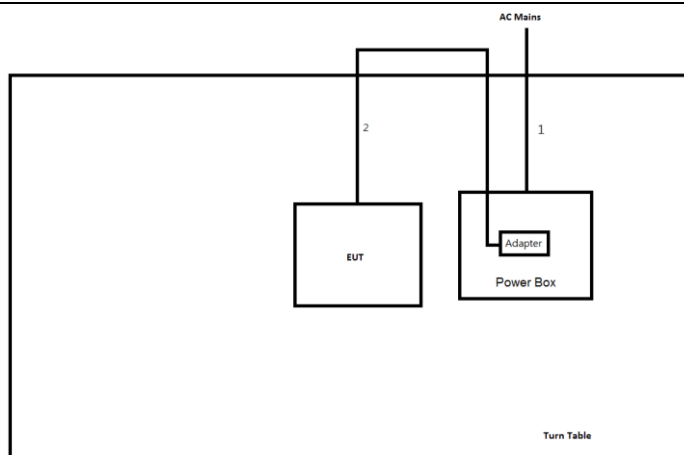 AC Mains
2
1
Adapter
EUT
Power Box
Turn Table